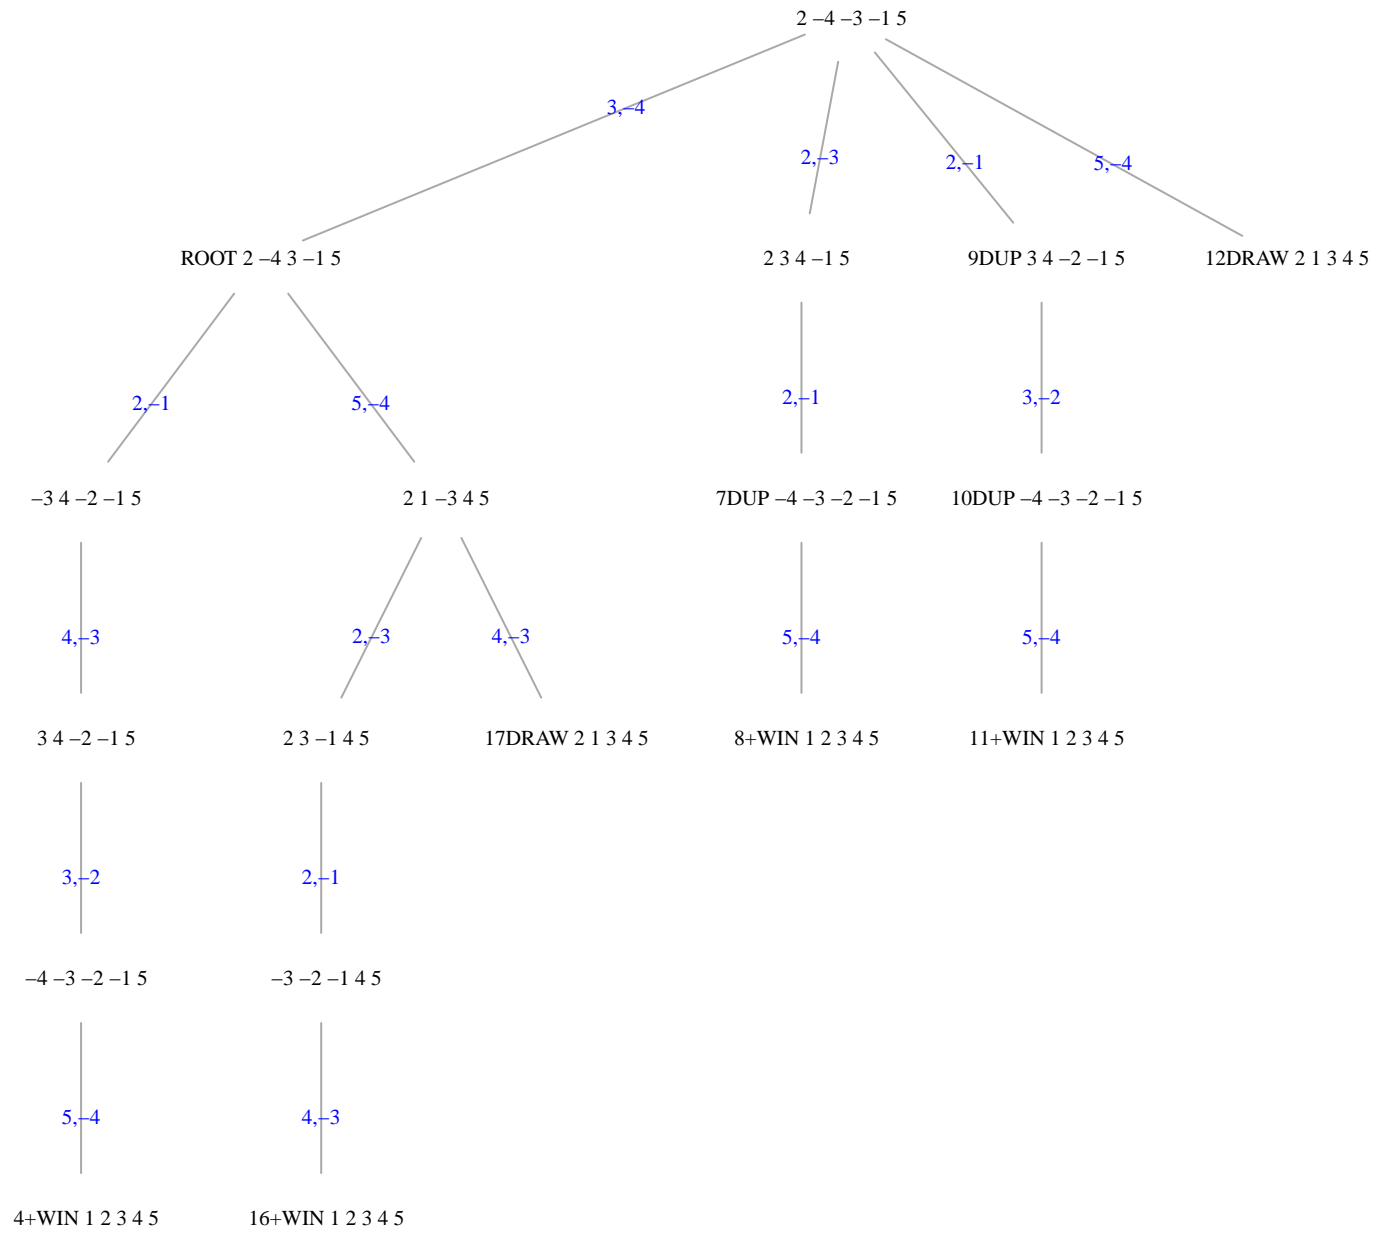 2 –4 –3 –1 5
3,–4
2,–3
2,–1
5,–4
ROOT 2 –4 3 –1 5
2 3 4 –1 5
9DUP 3 4 –2 –1 5
12DRAW 2 1 3 4 5
2,–1
5,–4
2,–1
3,–2
–3 4 –2 –1 5
2 1 –3 4 5
7DUP –4 –3 –2 –1 5
10DUP –4 –3 –2 –1 5
4,–3
2,–3
4,–3
5,–4
5,–4
3 4 –2 –1 5
2 3 –1 4 5
17DRAW 2 1 3 4 5
8+WIN 1 2 3 4 5
11+WIN 1 2 3 4 5
3,–2
2,–1
–4 –3 –2 –1 5
–3 –2 –1 4 5
5,–4
4,–3
4+WIN 1 2 3 4 5
16+WIN 1 2 3 4 5